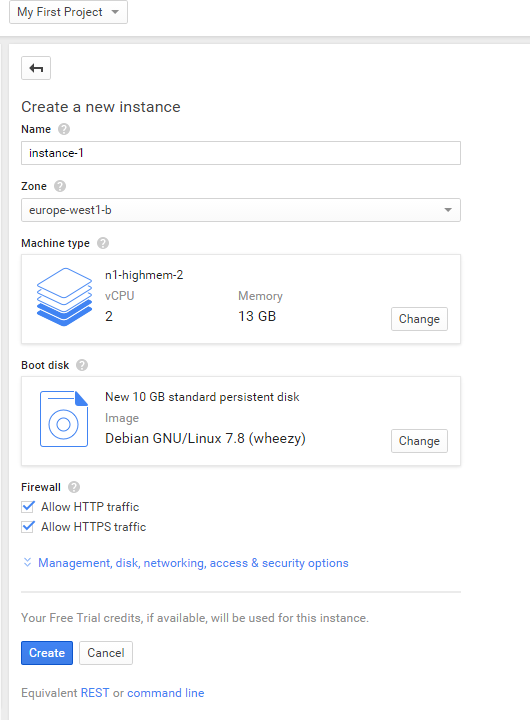 My First Project
Create a new instance
Name ?
instance-1
Zone ?
europe-west1-b
Machine type ?
n1-highmem-2
vCPU Memory
2 13 GB
Change
Boot disk ?
New 10 GB standard persistent disk
Image
Debian GNU/Linux 7.8 (wheezy)
Change
Firewall ?
Allow HTTP traffic
Allow HTTPS traffic
Management, disk, networking, access & security options
Your Free Trial credits, if available, will be used for this instance.
Create Cancel
Equivalent REST or command line